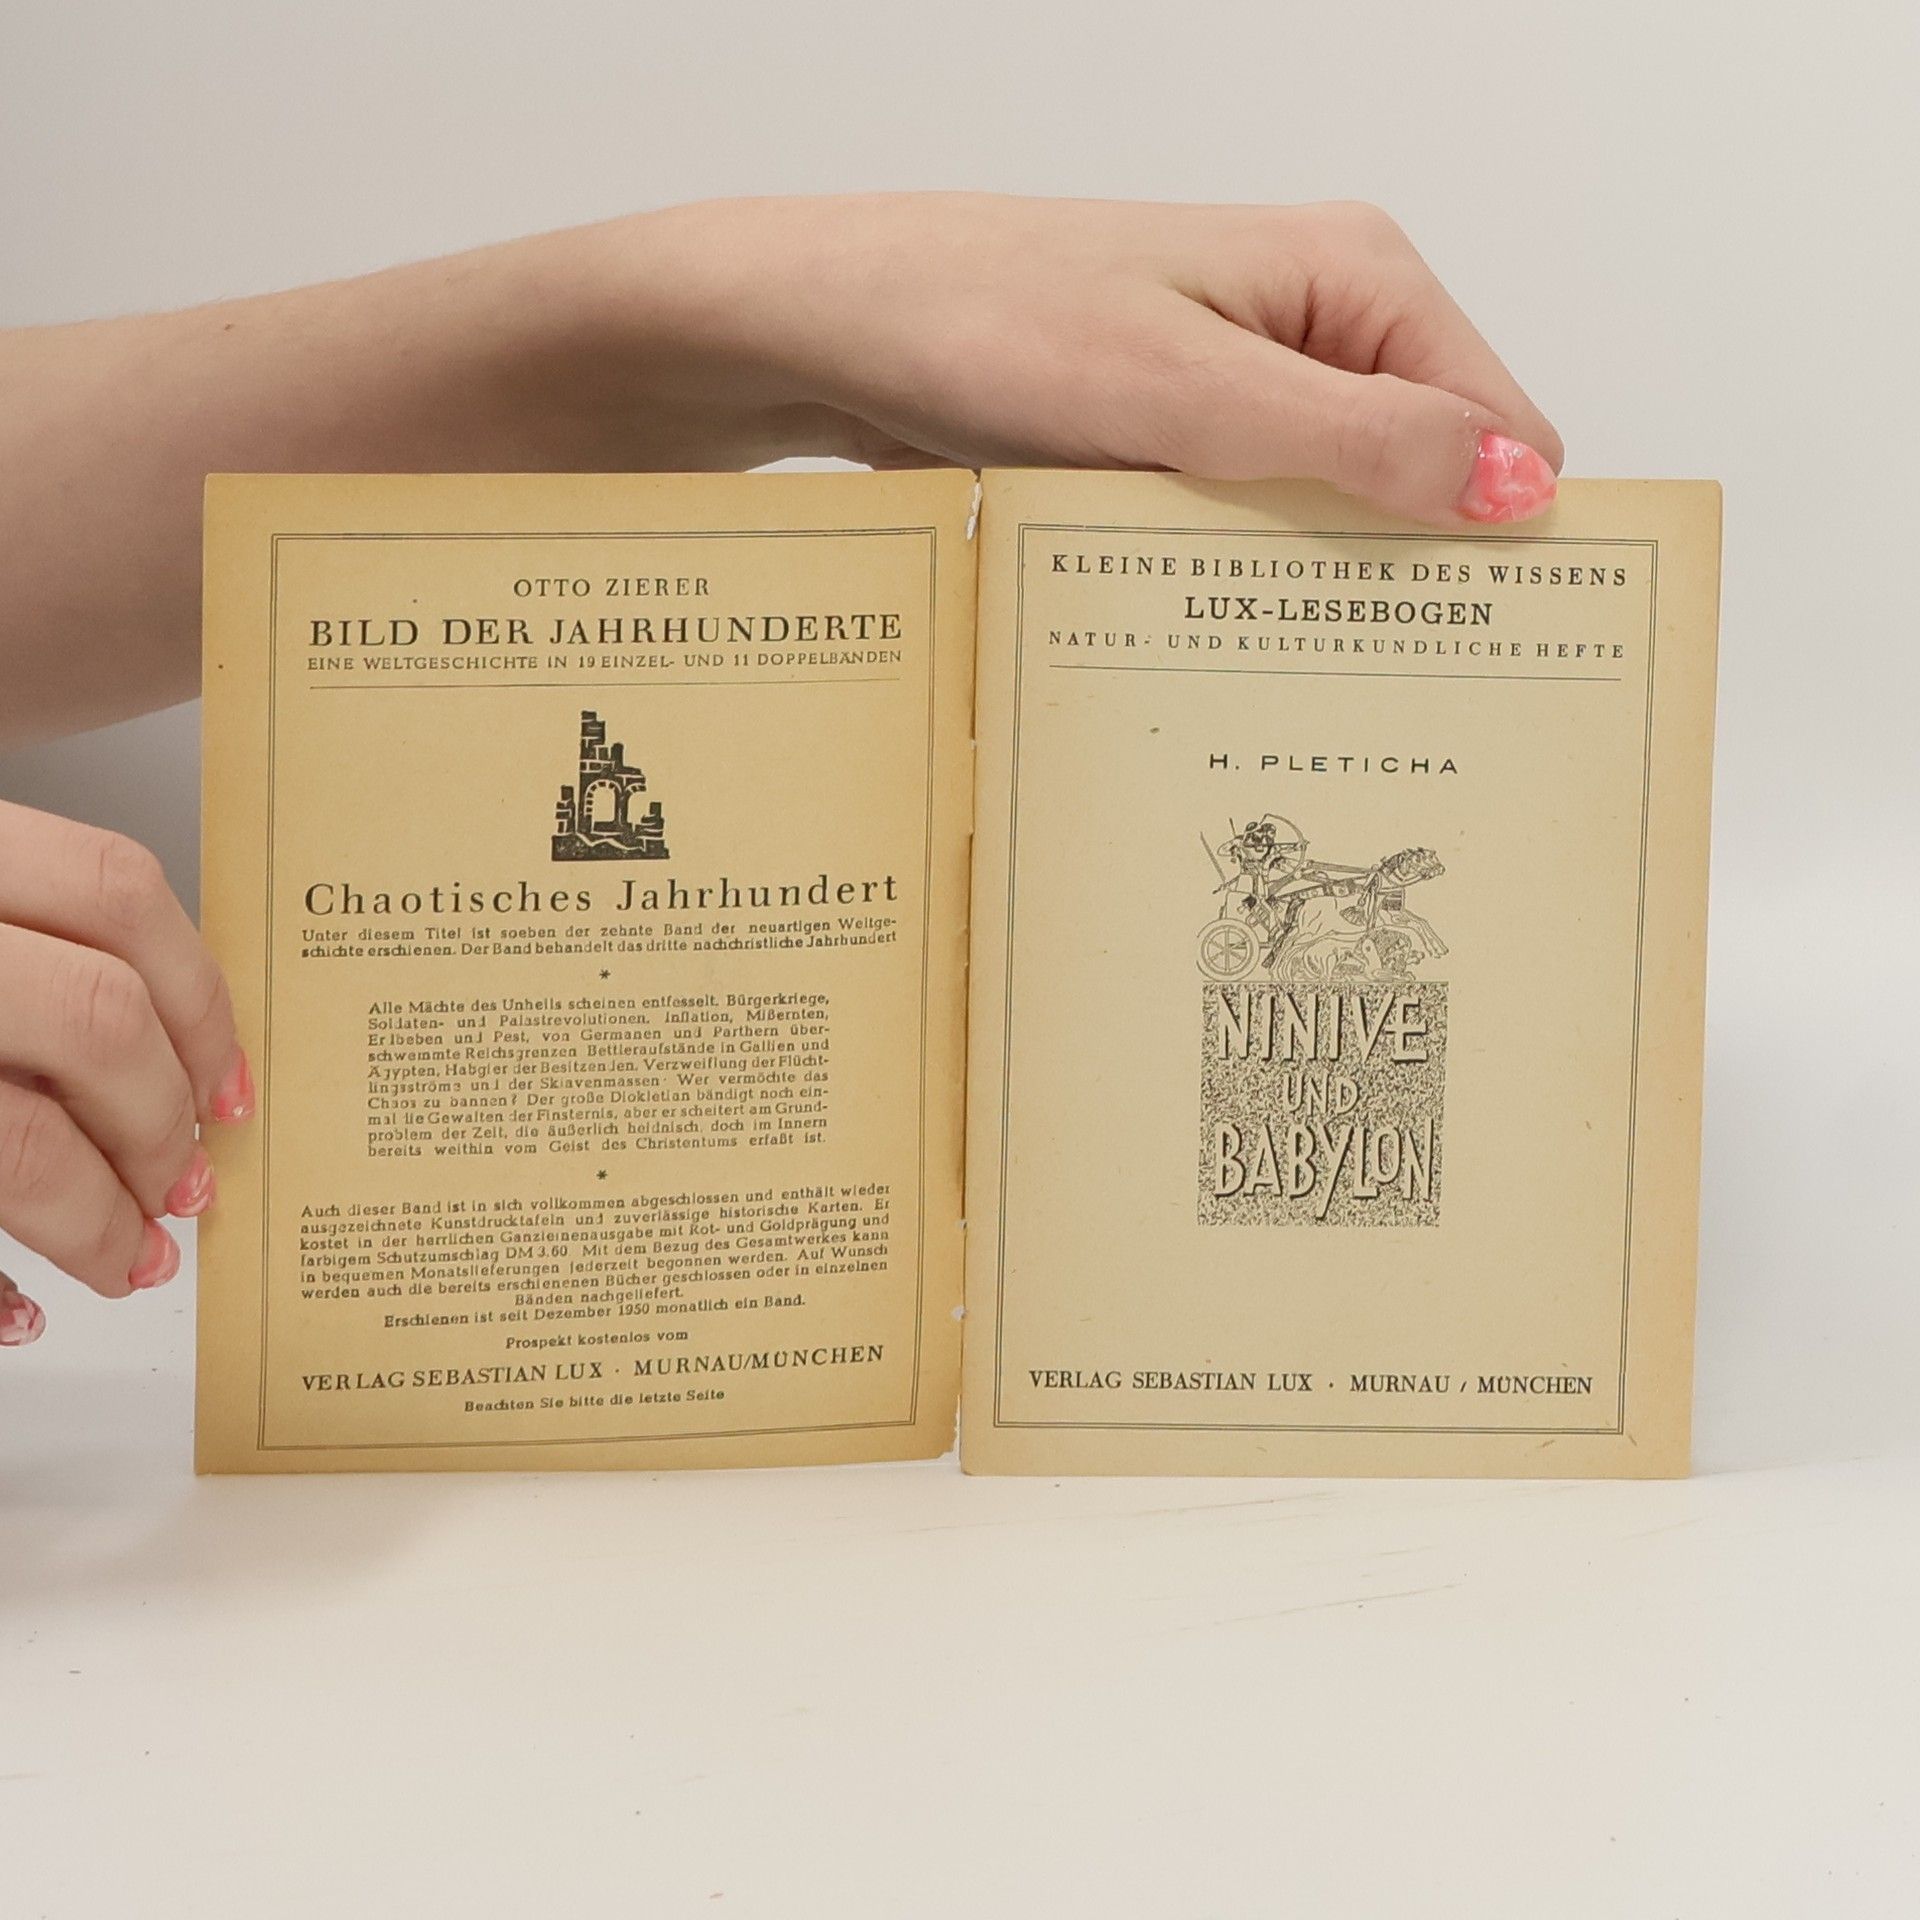 OTTO ZIERER
BILD DER JAHRHUNDERTE
EINE WELTGESCHICHTE IN 19 EINZEL- UND 11 DOPPELBÄNDEN
Chaotisches Jahrhundert
Unter diesem Titel ist soeben der zehnte Band der neuartigen Weltge-
schichte erschienen. Der Band behandelt das dritte nachchristliche Jahrhundert
*
Alle Mächte des Unheils scheinen entfesselt. Bürgerkriege,
Soldaten- und Palastrevolutionen. Inflation, Mißernten,
Erdbeben und Pest, von Germanen und Parthern über-
schwemmte Reichsgrenzen Bettleraufstände in Gallien und
Ägypten, Habgier der Besitzenden. Verzweiflung der Flücht-
lingsströme und der Sklavenmassen· Wer vermöchte das
Chaos zu bannen? Der große Diokletian bändigt noch ein-
mal die Gewalten der Finsternis, aber er scheitert am Grund-
problem der Zeit, die äußerlich heidnisch, doch im Innern
bereits weithin vom Geist des Christentums erfaßt ist.
*
Auch dieser Band ist in sich vollkommen abgeschlossen und enthält wieder
ausgezeichnete Kunstdrucktafeln und zuverlässige historische Karten. Er
kostet in der herrlichen Ganzleinenausgabe mit Rot- und Goldprägung und
farbigem Schutzumschlag DM 3.60. Mit dem Bezug des Gesamtwerkes kann
in bequemen Monatslieferungen jederzeit begonnen werden. Auf Wunsch
werden auch die bereits erschienenen Bücher geschlossen oder in einzelnen
Bänden nachgeliefert.
Erschienen ist seit Dezember 1950 monatlich ein Band.
Prospekt kostenlos vom
VERLAG SEBASTIAN LUX · MURNAU/MÜNCHEN
Beachten Sie bitte die letzte Seite
KLEINE BIBLIOTHEK DES WISSENS
LUX-LESEBOGEN
NATUR- UND KULTURKUNDLICHE HEFTE
H. PLETICHA
NINIVE
UND
BABYLON
VERLAG SEBASTIAN LUX · MURNAU / MÜNCHEN